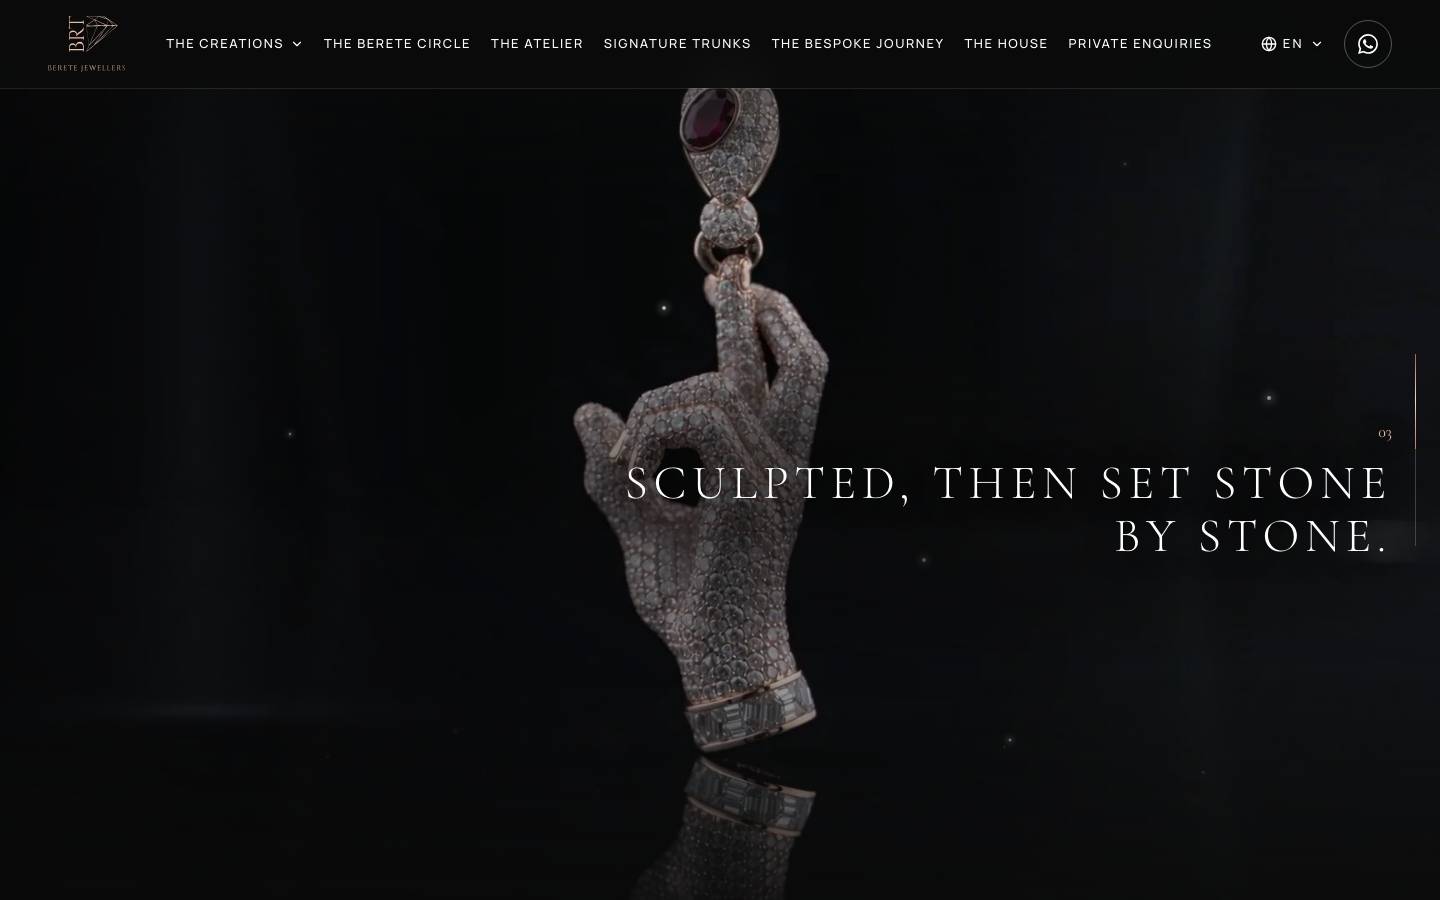 BRT
BERETE JEWELLERS
THE CREATIONS
THE BERETE CIRCLE
THE ATELIER
SIGNATURE TRUNKS
THE BESPOKE JOURNEY
THE HOUSE
PRIVATE ENQUIRIES
EN
03
SCULPTED, THEN SET STONE
BY STONE.